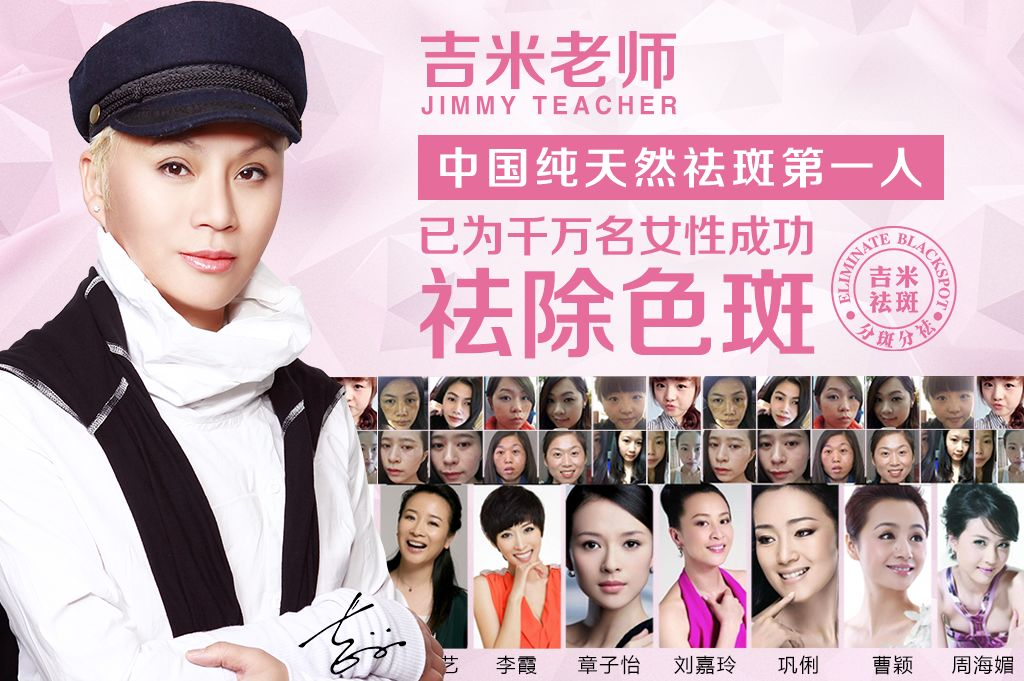 吉米老师
JIMMY TEACHER
中国纯天然祛斑第一人
已为千万名女性成功
祛除色斑
ELIMINATE BLACKSPOT
吉米
祛斑
分斑分祛
艺 李霞 章子怡 刘嘉玲 巩俐 曹颖 周海媚